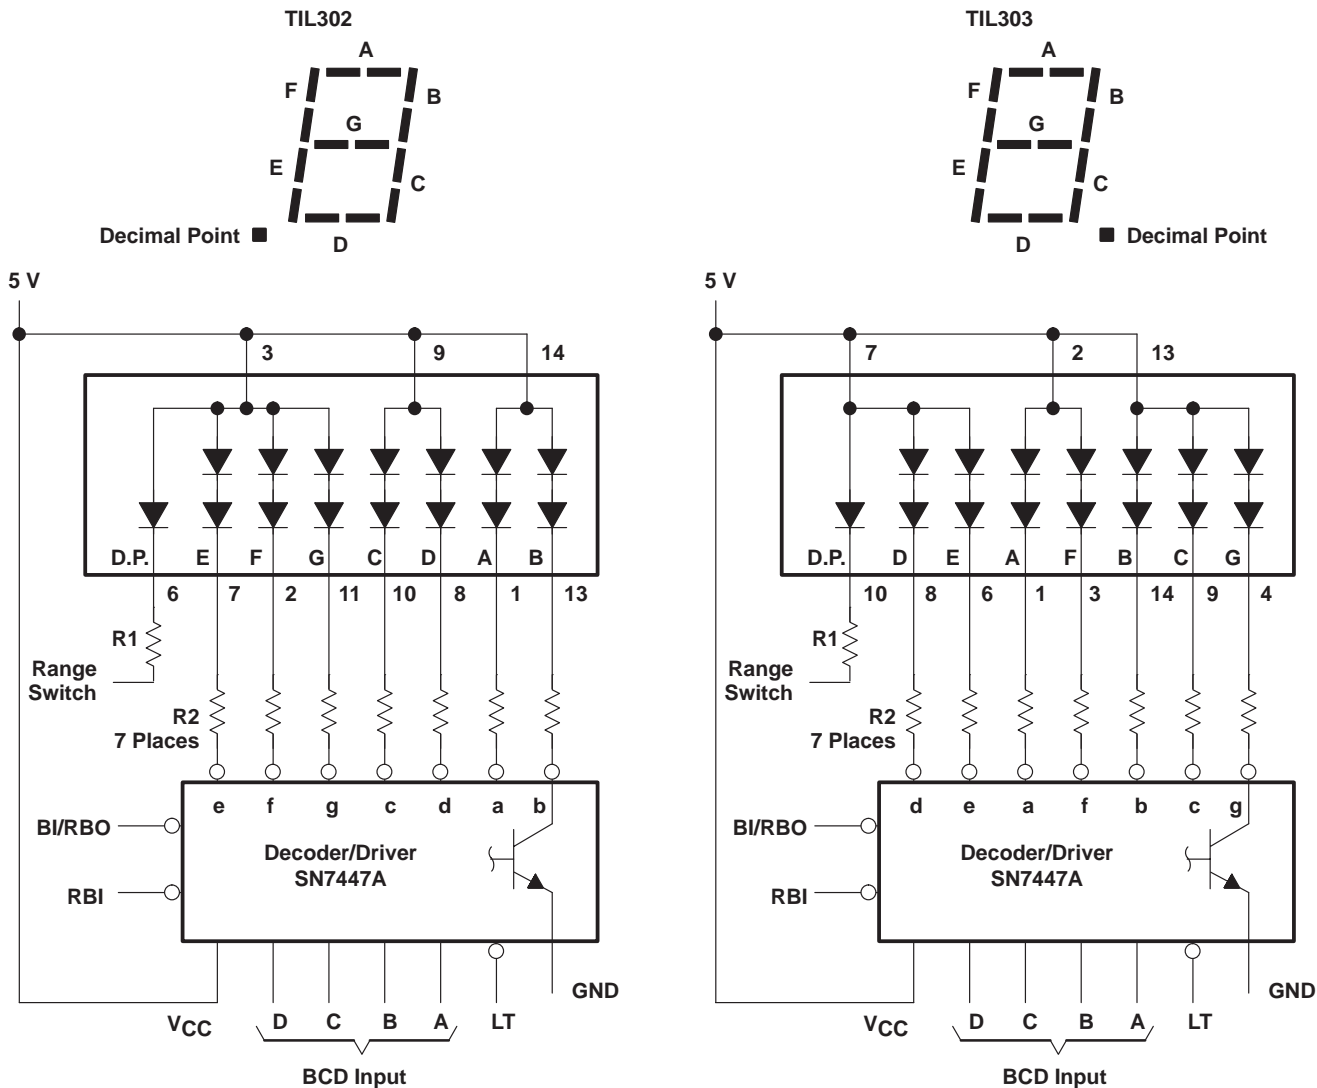 TIL302
A
F
B
G
E
C
Decimal Point
D
5 V
3
9
14
D.P.
E
F
G
C
D
A
B
6
7
2
11
10
8
1
13
R1
Range
Switch
R2
7 Places
e
f
g
c
d
a
b
BI/RBO
Decoder/Driver
SN7447A
RBI
GND
VCC
D
C
B
A
LT
BCD Input
TIL303
A
F
B
G
E
C
Decimal Point
D
5 V
7
2
13
D.P.
D
E
A
F
B
C
G
10
8
6
1
3
14
9
4
R1
Range
Switch
R2
7 Places
d
e
a
f
b
c
g
BI/RBO
Decoder/Driver
SN7447A
RBI
GND
VCC
D
C
B
A
LT
BCD Input